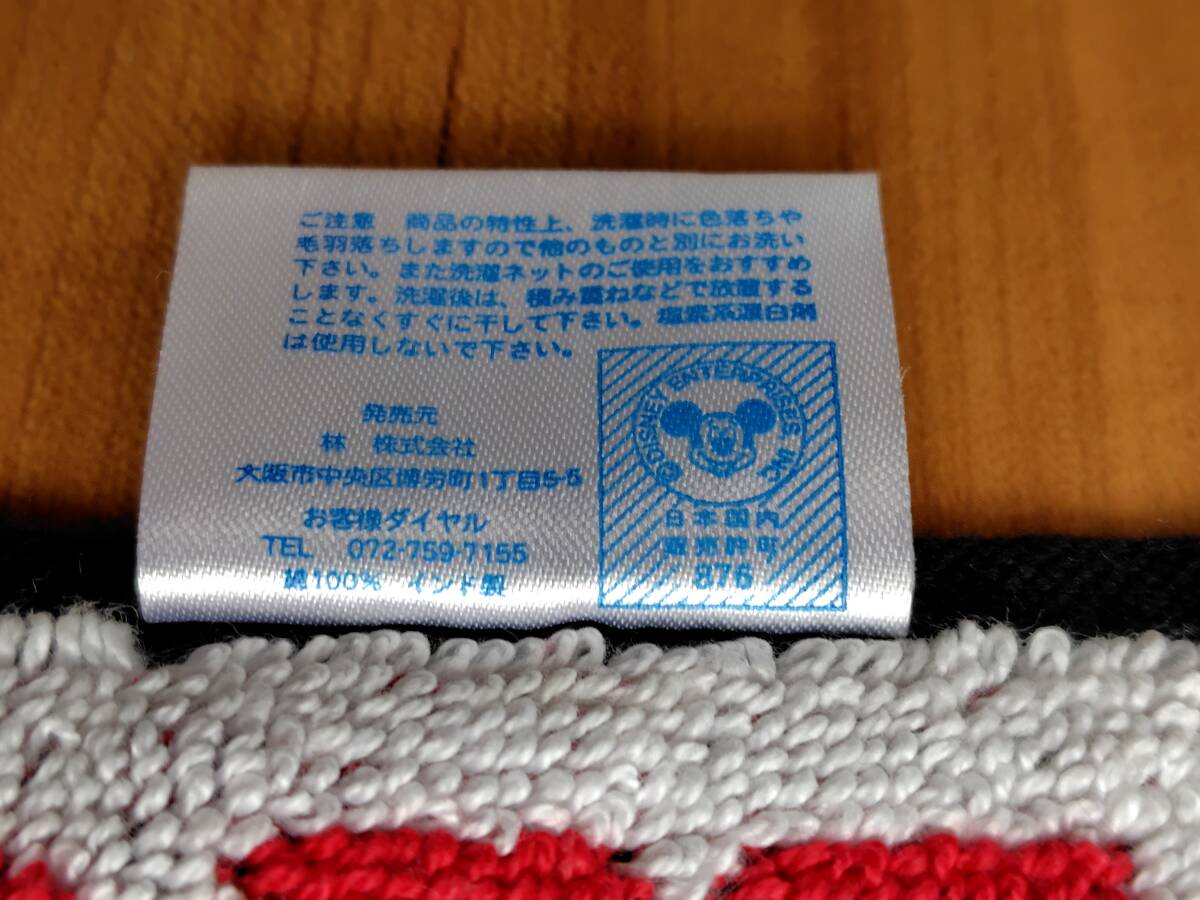 ご注意　商品の特性上、洗濯時に色落ちや
毛羽落ちしますので他のものと別にお洗い
下さい。また洗濯ネットのご使用をおすすめ
します。洗濯後は、積み重ねなどで放置する
ことなくすぐに干して下さい。塩素系漂白剤
は使用しないで下さい。
発売元
林　株式会社
大阪市中央区博労町1丁目5-5
お客様ダイヤル
TEL　072-759-7155
綿100%　インド製
©DISNEY ENTERPRISES, INC
日本国内
販売許可
876